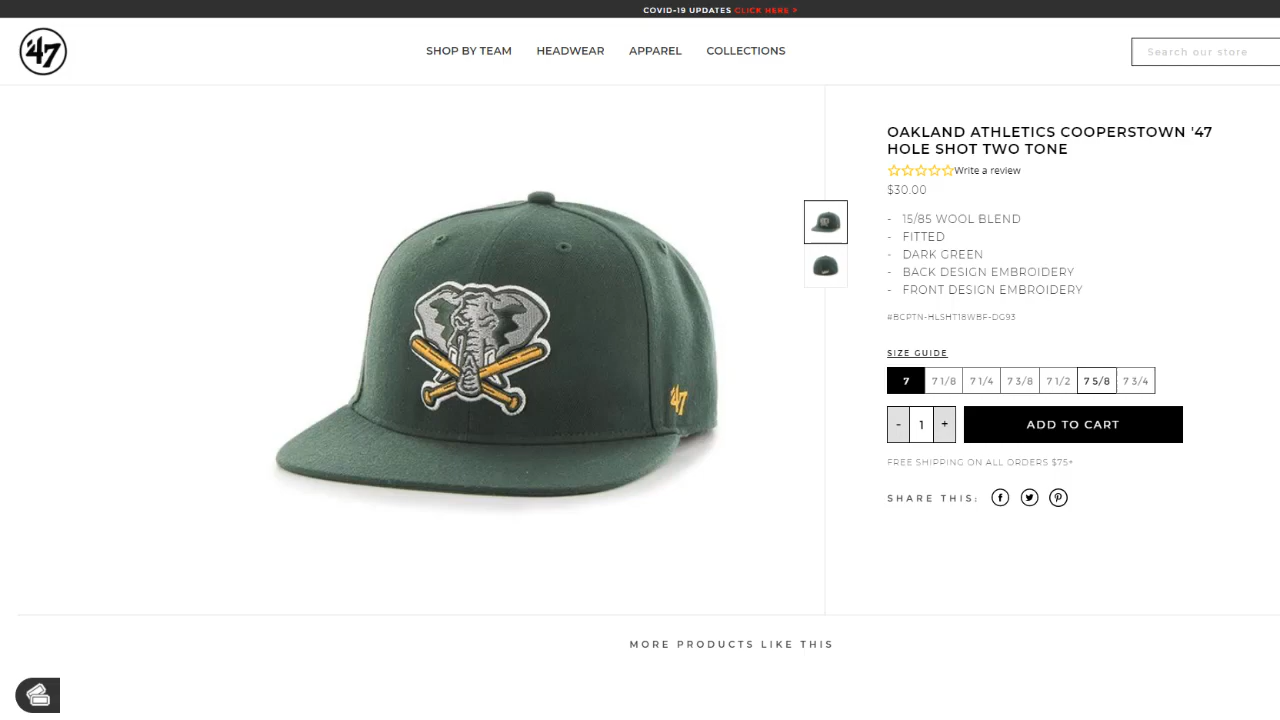 COVID-19 UPDATES CLICK HERE >
'47
SHOP BY TEAM HEADWEAR APPAREL COLLECTIONS
Search our store
OAKLAND ATHLETICS COOPERSTOWN '47
HOLE SHOT TWO TONE
Write a review
$30.00
- 15/85 WOOL BLEND
- FITTED
- DARK GREEN
- BACK DESIGN EMBROIDERY
- FRONT DESIGN EMBROIDERY
#BCPTN-HLSHT18WBF-DG93
SIZE GUIDE
7 7 1/8 7 1/4 7 3/8 7 1/2 7 5/8 7 3/4
- 1 + ADD TO CART
'47
FREE SHIPPING ON ALL ORDERS $75+
SHARE THIS:
MORE PRODUCTS LIKE THIS